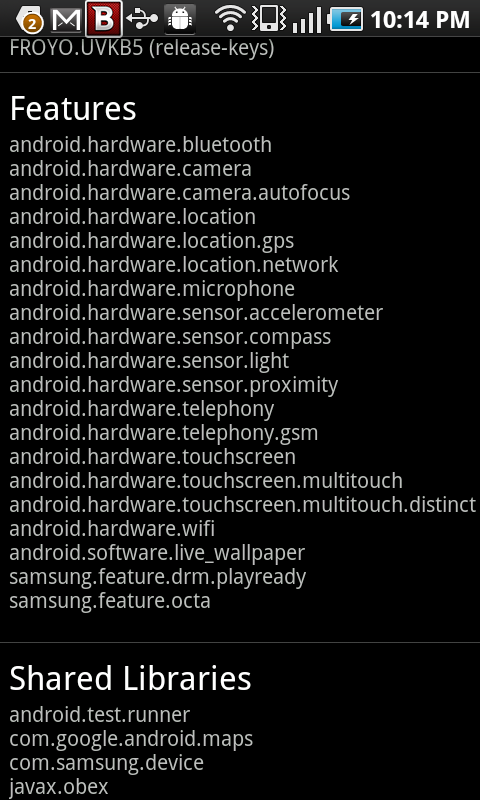 2 B 10:14 PM
FROYO.UVKB5 (release-keys)
Features
android.hardware.bluetooth
android.hardware.camera
android.hardware.camera.autofocus
android.hardware.location
android.hardware.location.gps
android.hardware.location.network
android.hardware.microphone
android.hardware.sensor.accelerometer
android.hardware.sensor.compass
android.hardware.sensor.light
android.hardware.sensor.proximity
android.hardware.telephony
android.hardware.telephony.gsm
android.hardware.touchscreen
android.hardware.touchscreen.multitouch
android.hardware.touchscreen.multitouch.distinct
android.hardware.wifi
android.software.live_wallpaper
samsung.feature.drm.playready
samsung.feature.octa
Shared Libraries
android.test.runner
com.google.android.maps
com.samsung.device
javax.obex